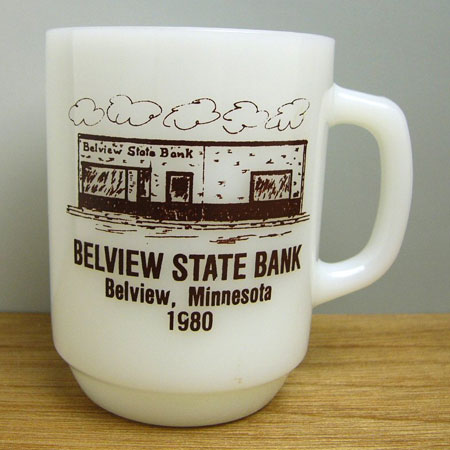 Belview State Bank
BELVIEW STATE BANK
Belview, Minnesota
1980